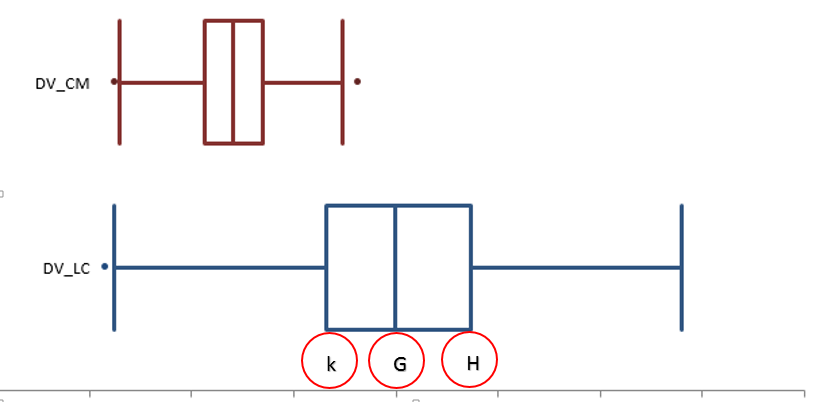 DV_CM
DV_LC
k G H